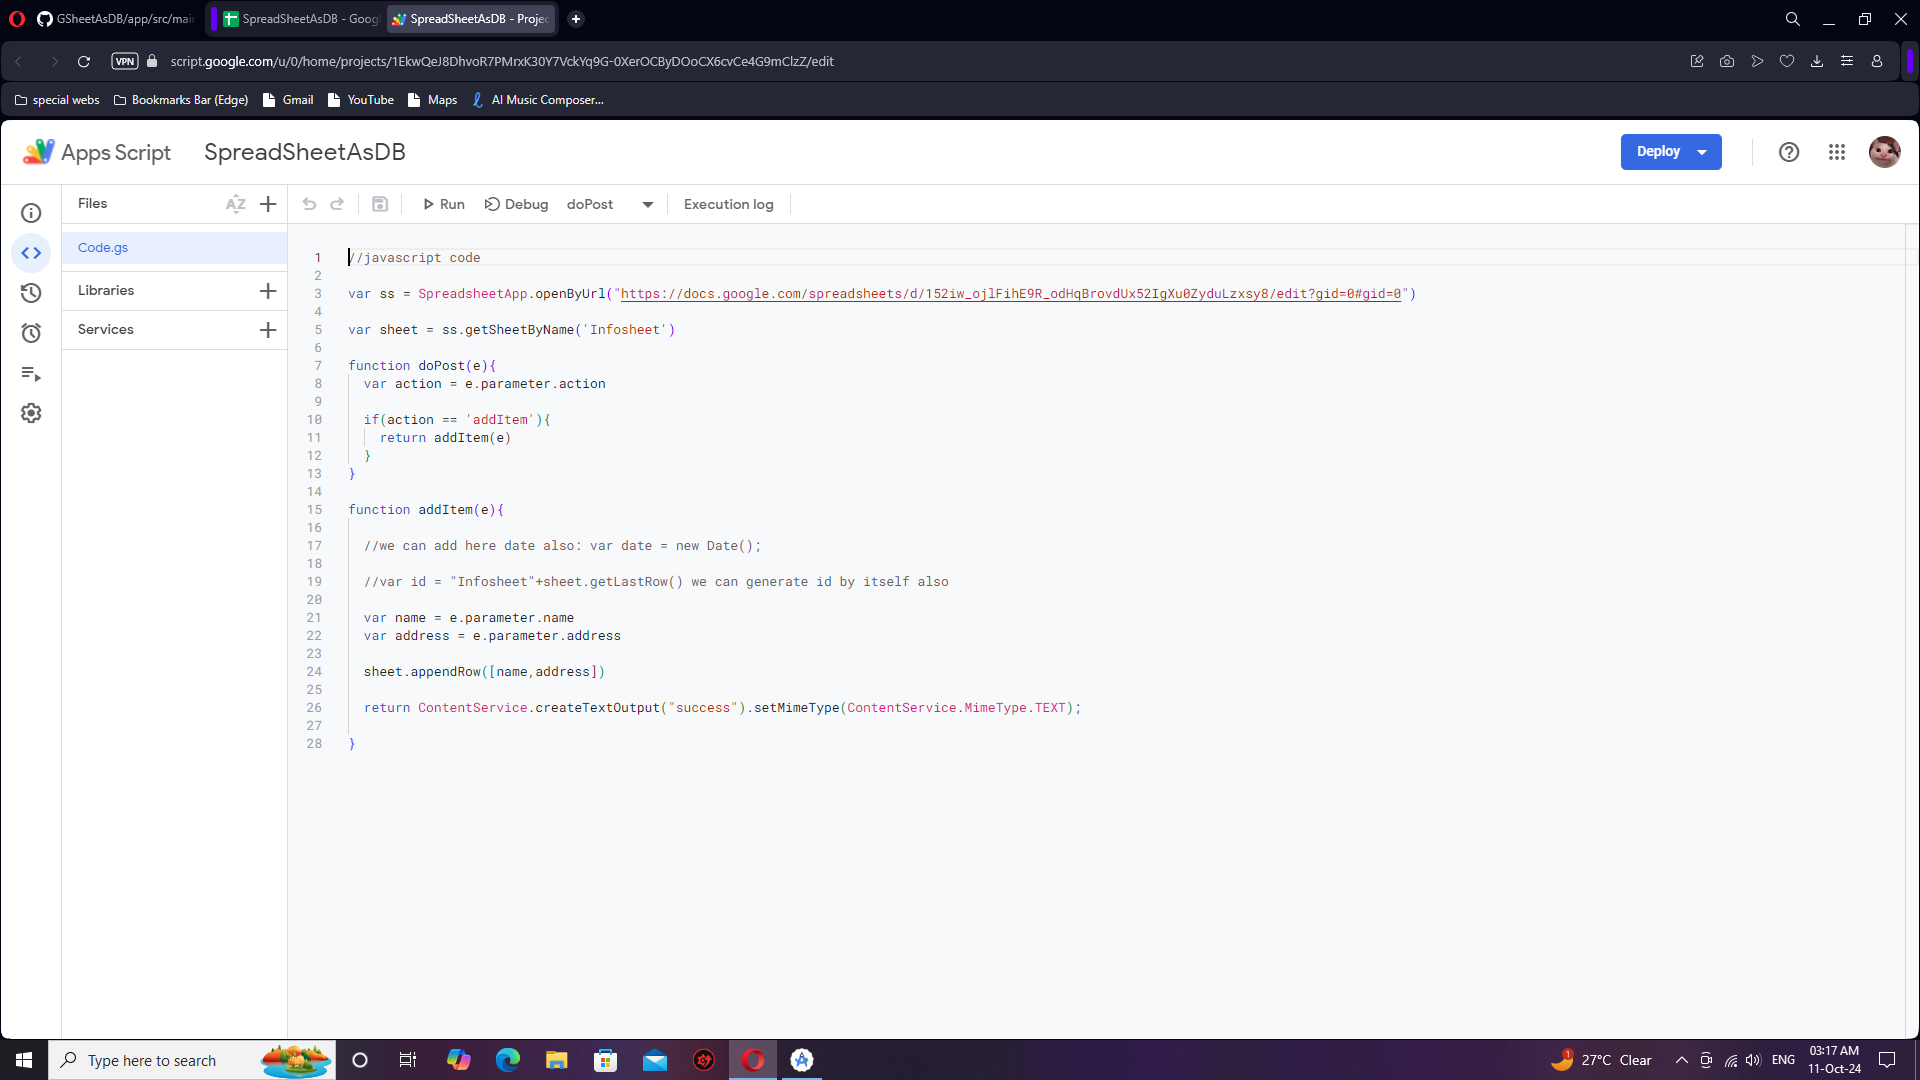 GSheetAsDB/app/src/main
SpreadSheetAsDB - Goog
SpreadSheetAsDB - Projec
VPN
script.google.com/u/0/home/projects/1EkwQeJ8DhvoR7PMrxK30Y7VckYq9G-0XerOCByDOoCX6cvCe4G9mClzZ/edit
special webs
Bookmarks Bar (Edge)
Gmail
YouTube
Maps
AI Music Composer...
Apps Script
SpreadSheetAsDB
Deploy
Files
AZ
Run
Debug
doPost
Execution log
Code.gs
Libraries
Services
1 //javascript code
2
3 var ss = SpreadsheetApp.openByUrl("https://docs.google.com/spreadsheets/d/152iw_ojlFihE9R_odHqBrovdUx52IgXu0ZyduLzxsy8/edit?gid=0#gid=0")
4
5 var sheet = ss.getSheetByName('Infosheet')
6
7 function doPost(e){
8 var action = e.parameter.action
9
10 if(action == 'addItem'){
11 return addItem(e)
12 }
13 }
14
15 function addItem(e){
16
17 //we can add here date also: var date = new Date();
18
19 //var id = "Infosheet"+sheet.getLastRow() we can generate id by itself also
20
21 var name = e.parameter.name
22 var address = e.parameter.address
23
24 sheet.appendRow([name,address])
25
26 return ContentService.createTextOutput("success").setMimeType(ContentService.MimeType.TEXT);
27
28 }
Type here to search
1
27°C Clear
ENG
03:17 AM
11-Oct-24